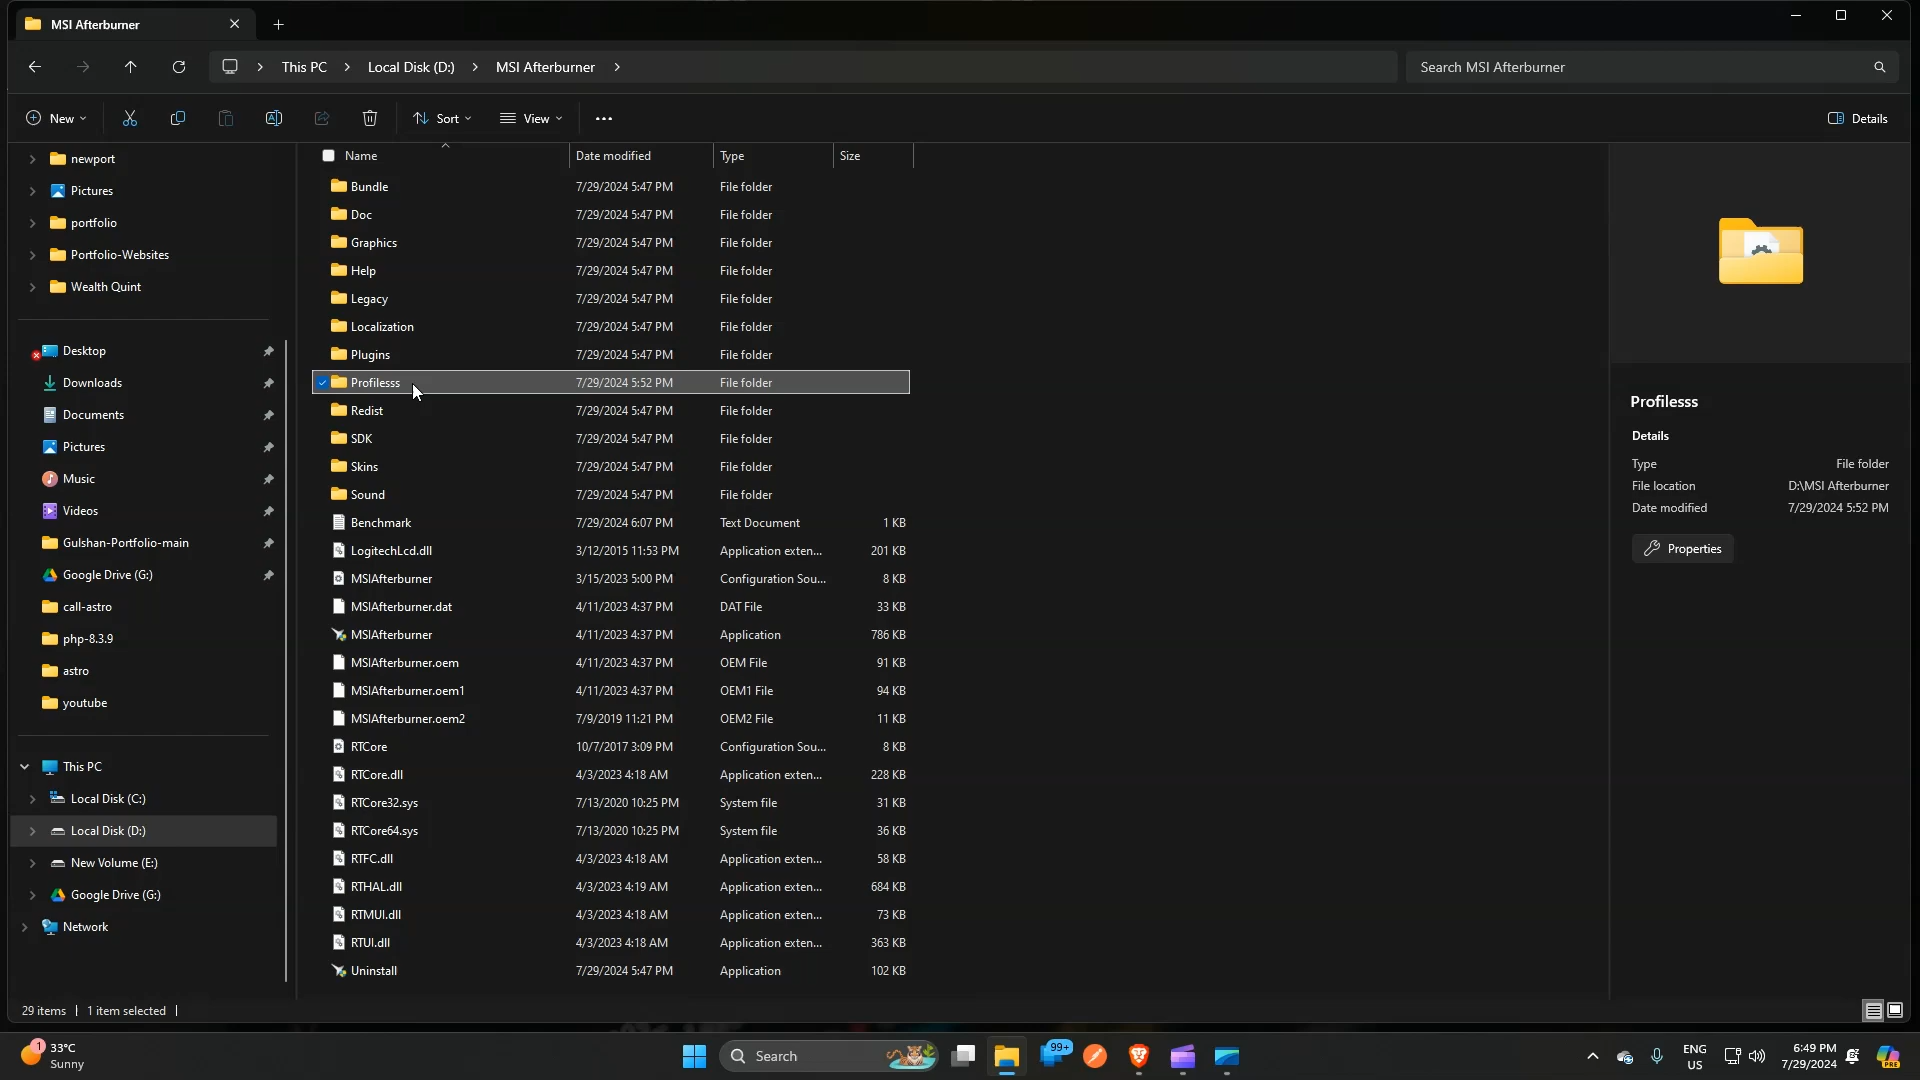 MSI Afterburner
This PC > Local Disk (D:) > MSI Afterburner >
Search MSI Afterburner
New
Sort
View
Details
newport
Pictures
portfolio
Portfolio-Websites
Wealth Quint
Desktop
Downloads
Documents
Pictures
Music
Videos
Gulshan-Portfolio-main
Google Drive (G:)
call-astro
php-8.3.9
astro
youtube
This PC
Local Disk (C:)
Local Disk (D:)
New Volume (E:)
Google Drive (G:)
Network
Name Date modified Type Size
Bundle 7/29/2024 5:47 PM File folder
Doc 7/29/2024 5:47 PM File folder
Graphics 7/29/2024 5:47 PM File folder
Help 7/29/2024 5:47 PM File folder
Legacy 7/29/2024 5:47 PM File folder
Localization 7/29/2024 5:47 PM File folder
Plugins 7/29/2024 5:47 PM File folder
Profilesss 7/29/2024 5:52 PM File folder
Redist 7/29/2024 5:47 PM File folder
SDK 7/29/2024 5:47 PM File folder
Skins 7/29/2024 5:47 PM File folder
Sound 7/29/2024 5:47 PM File folder
Benchmark 7/29/2024 6:07 PM Text Document 1 KB
LogitechLcd.dll 3/12/2015 11:53 PM Application exten... 201 KB
MSIAfterburner 3/15/2023 5:00 PM Configuration Sou... 8 KB
MSIAfterburner.dat 4/11/2023 4:37 PM DAT File 33 KB
MSIAfterburner 4/11/2023 4:37 PM Application 786 KB
MSIAfterburner.oem 4/11/2023 4:37 PM OEM File 91 KB
MSIAfterburner.oem1 4/11/2023 4:37 PM OEM1 File 94 KB
MSIAfterburner.oem2 7/9/2019 11:21 PM OEM2 File 11 KB
RTCore 10/7/2017 3:09 PM Configuration Sou... 8 KB
RTCore.dll 4/3/2023 4:18 AM Application exten... 228 KB
RTCore32.sys 7/13/2020 10:25 PM System file 31 KB
RTCore64.sys 7/13/2020 10:25 PM System file 36 KB
RTFC.dll 4/3/2023 4:18 AM Application exten... 58 KB
RTHAL.dll 4/3/2023 4:19 AM Application exten... 684 KB
RTMUI.dll 4/3/2023 4:18 AM Application exten... 73 KB
RTUI.dll 4/3/2023 4:18 AM Application exten... 363 KB
Uninstall 7/29/2024 5:47 PM Application 102 KB
Profilesss
Details
Type File folder
File location D:\MSI Afterburner
Date modified 7/29/2024 5:52 PM
Properties
29 items | 1 item selected |
1
33°C
Sunny
Search
99+
ENG
US
6:49 PM
7/29/2024
PRE